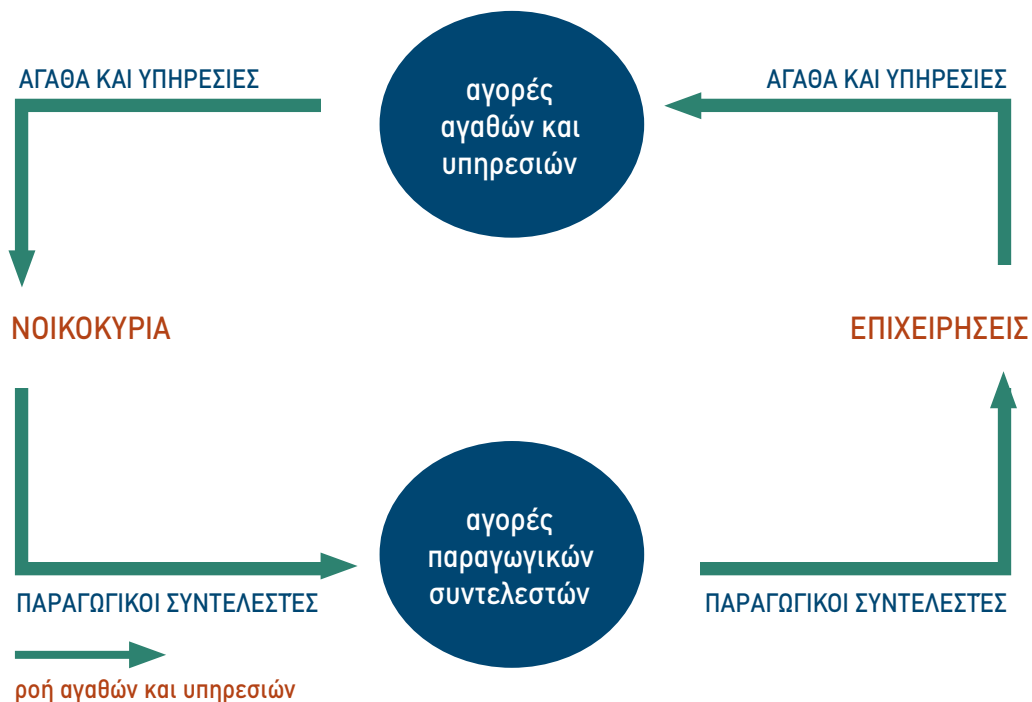 ΑΓΑΘΑ ΚΑΙ ΥΠΗΡΕΣΙΕΣ
αγορές
αγαθών και
υπηρεσιών
ΑΓΑΘΑ ΚΑΙ ΥΠΗΡΕΣΙΕΣ
ΝΟΙΚΟΚΥΡΙΑ
ΕΠΙΧΕΙΡΗΣΕΙΣ
αγορές
παραγωγικών
συντελεστών
ΠΑΡΑΓΩΓΙΚΟΙ ΣΥΝΤΕΛΕΣΤΕΣ
ΠΑΡΑΓΩΓΙΚΟΙ ΣΥΝΤΕΛΕΣΤΕΣ
ροή αγαθών και υπηρεσιών